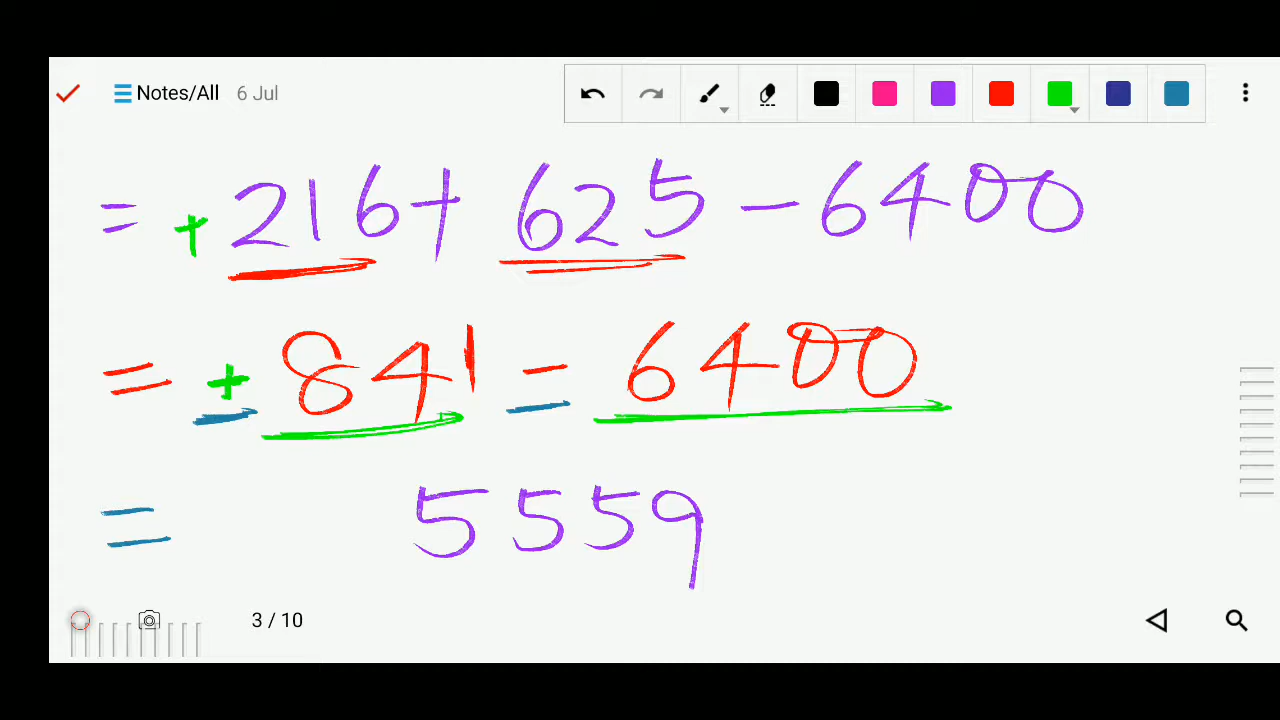 Notes/All 6 Jul
= + 216 + 625 - 6400
= + 841 - 6400
= 5559
3 / 10